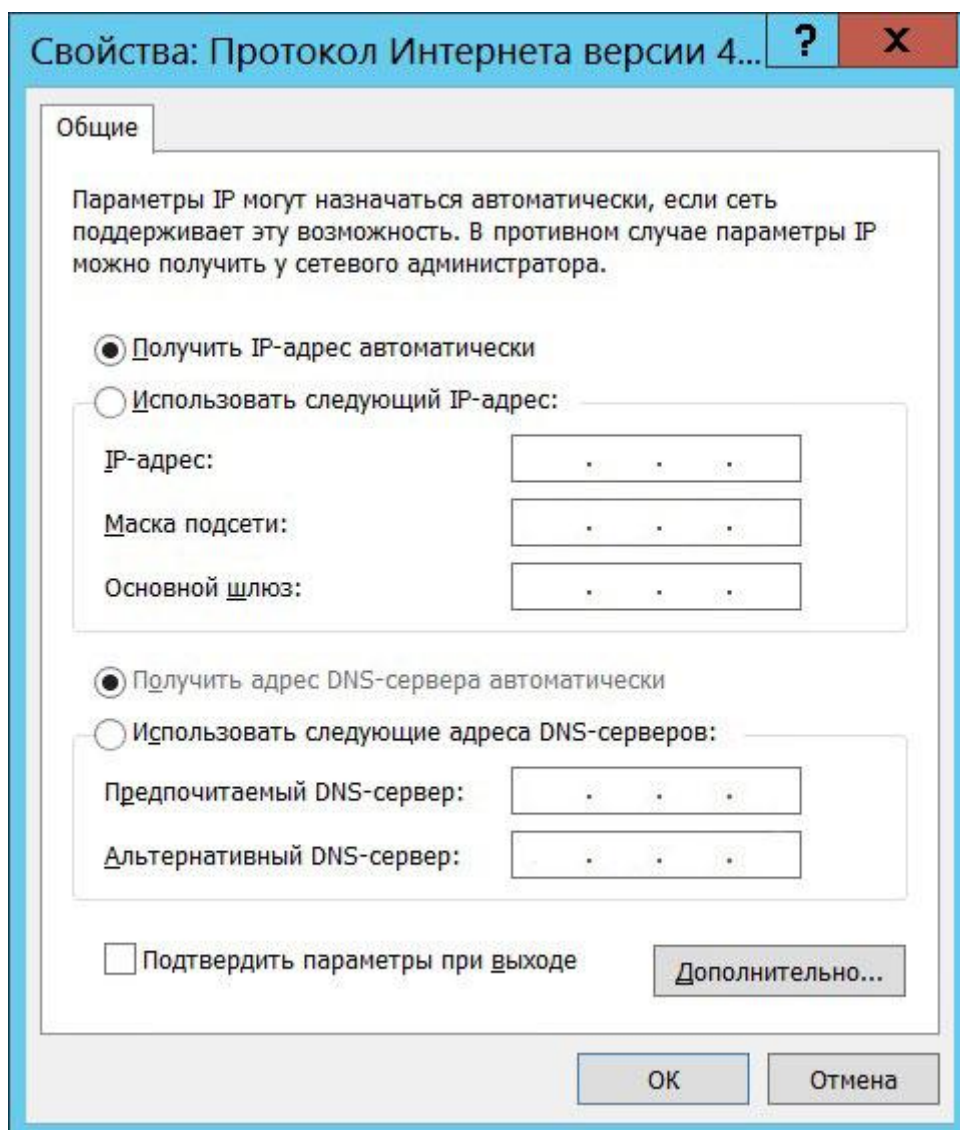 Свойства: Протокол Интернета версии 4...
?
X
Общие
Параметры IP могут назначаться автоматически, если сеть
поддерживает эту возможность. В противном случае параметры IP
можно получить у сетевого администратора.
Получить IP-адрес автоматически
Использовать следующий IP-адрес:
IP-адрес: . . .
Маска подсети: . . .
Основной шлюз: . . .
Получить адрес DNS-сервера автоматически
Использовать следующие адреса DNS-серверов:
Предпочитаемый DNS-сервер: . . .
Альтернативный DNS-сервер: . . .
Подтвердить параметры при выходе
Дополнительно...
ОК
Отмена